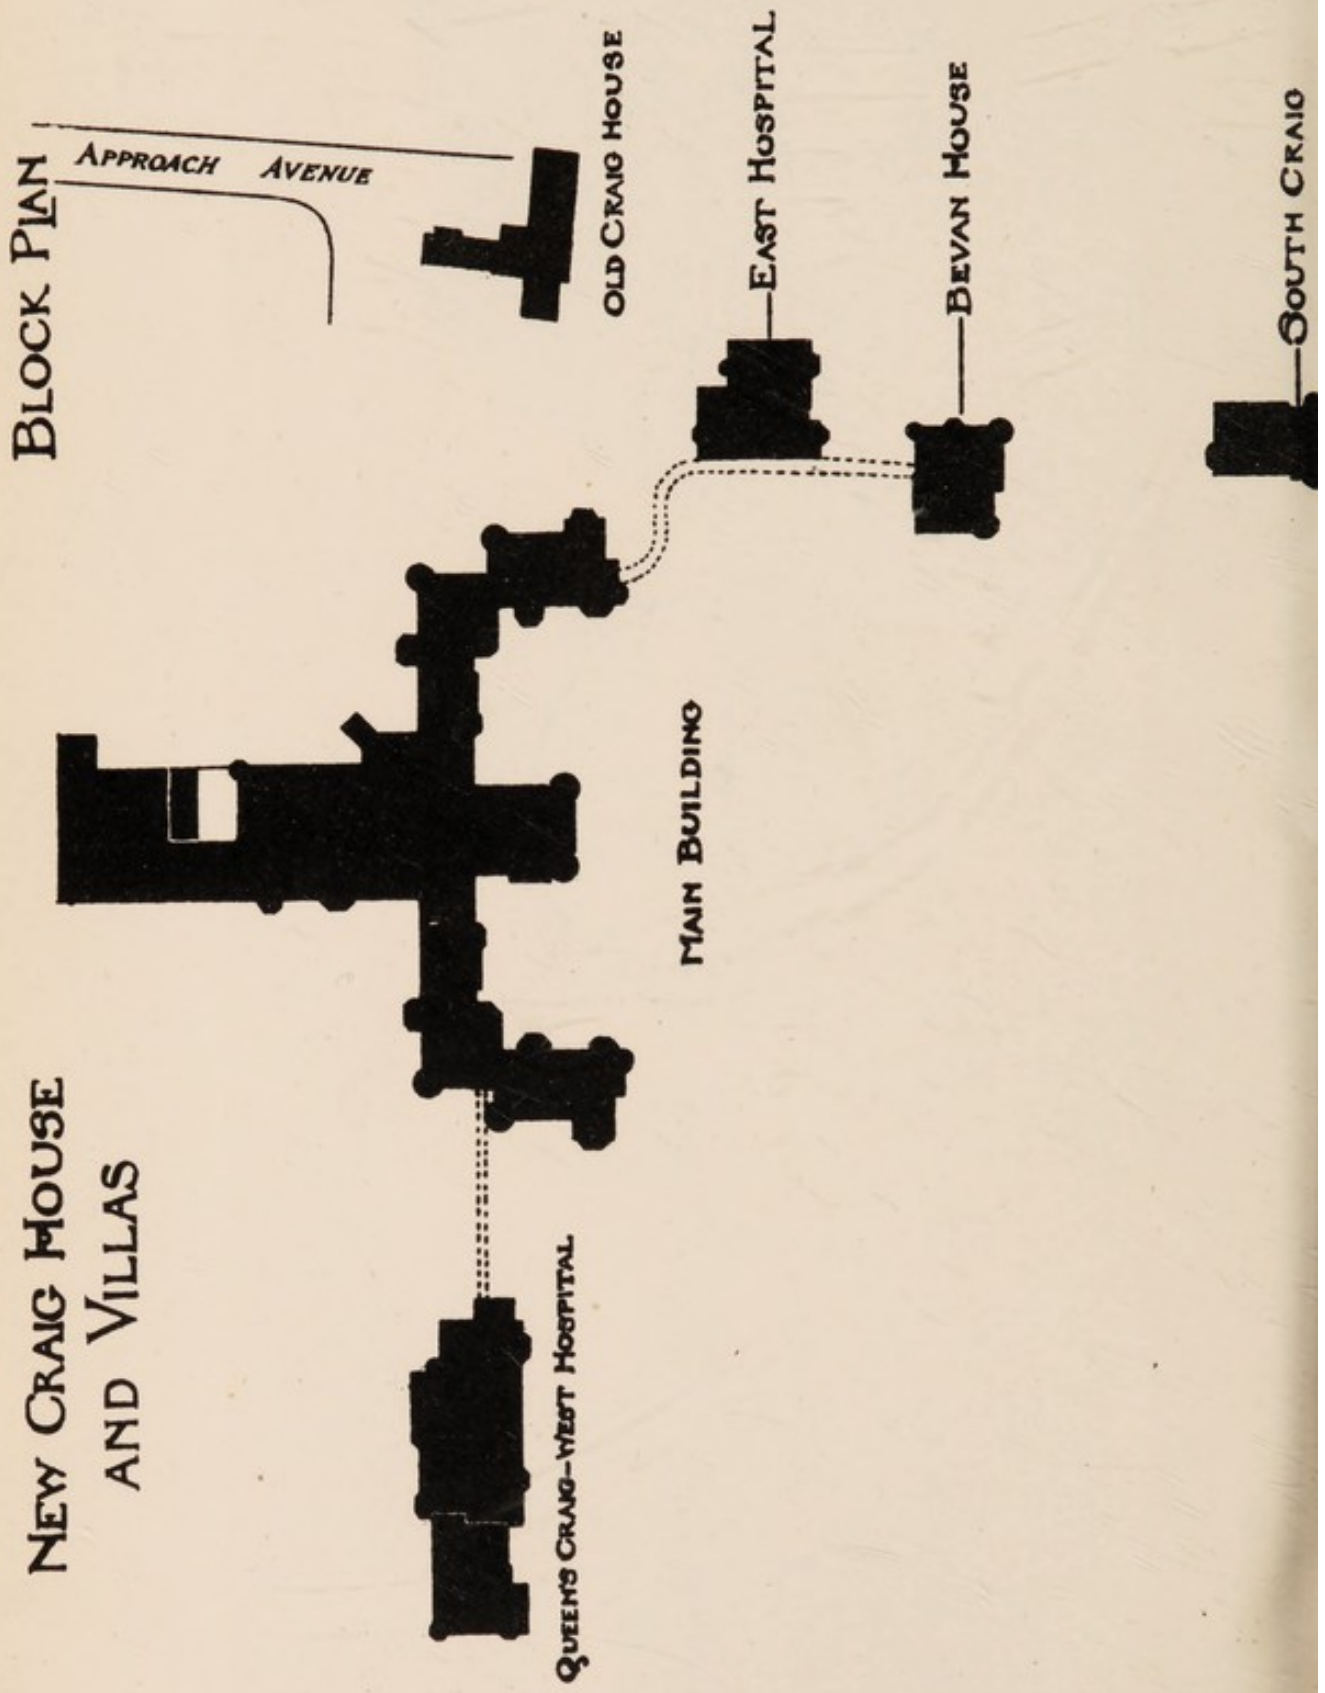 NEW CRAIG HOUSE
AND VILLAS
BLOCK PLAN
APPROACH AVENUE
OLD CRAIG HOUSE
EAST HOSPITAL
BEVAN HOUSE
SOUTH CRAIG
MAIN BUILDING
QUEEN'S CRAIG-WEST HOSPITAL